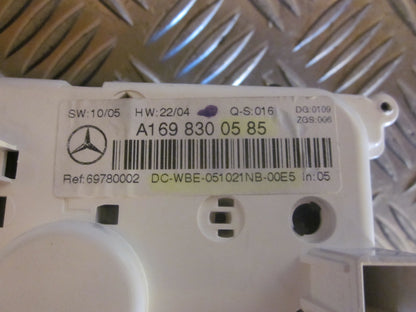 SW:10/05 HW:22/04 Q-S:016 DG:0109
ZGS:006
A169 830 05 85
Ref:69780002 DC-WBE-051021NB-00E5 In:05